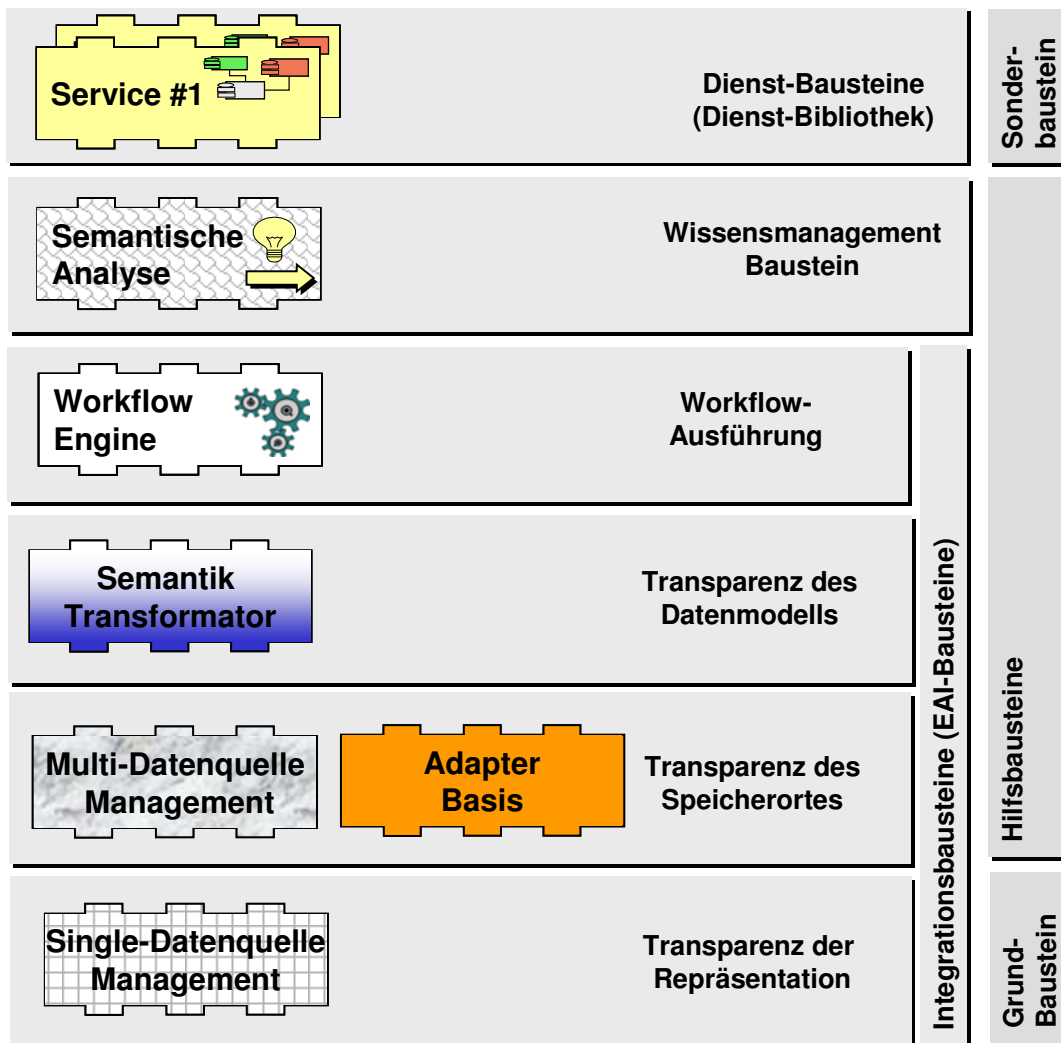 Service #1
Dienst-Bausteine
(Dienst-Bibliothek)
Sonder-
baustein
Semantische
Analyse
Wissensmanagement
Baustein
Workflow
Engine
Workflow-
Ausführung
Semantik
Transformator
Transparenz des
Datenmodells
Multi-Datenquelle
Management
Adapter
Basis
Transparenz des
Speicherortes
Single-Datenquelle
Management
Transparenz der
Repräsentation
Integrationsbausteine (EAI-Bausteine)
Hilfsbausteine
Grund-
Baustein